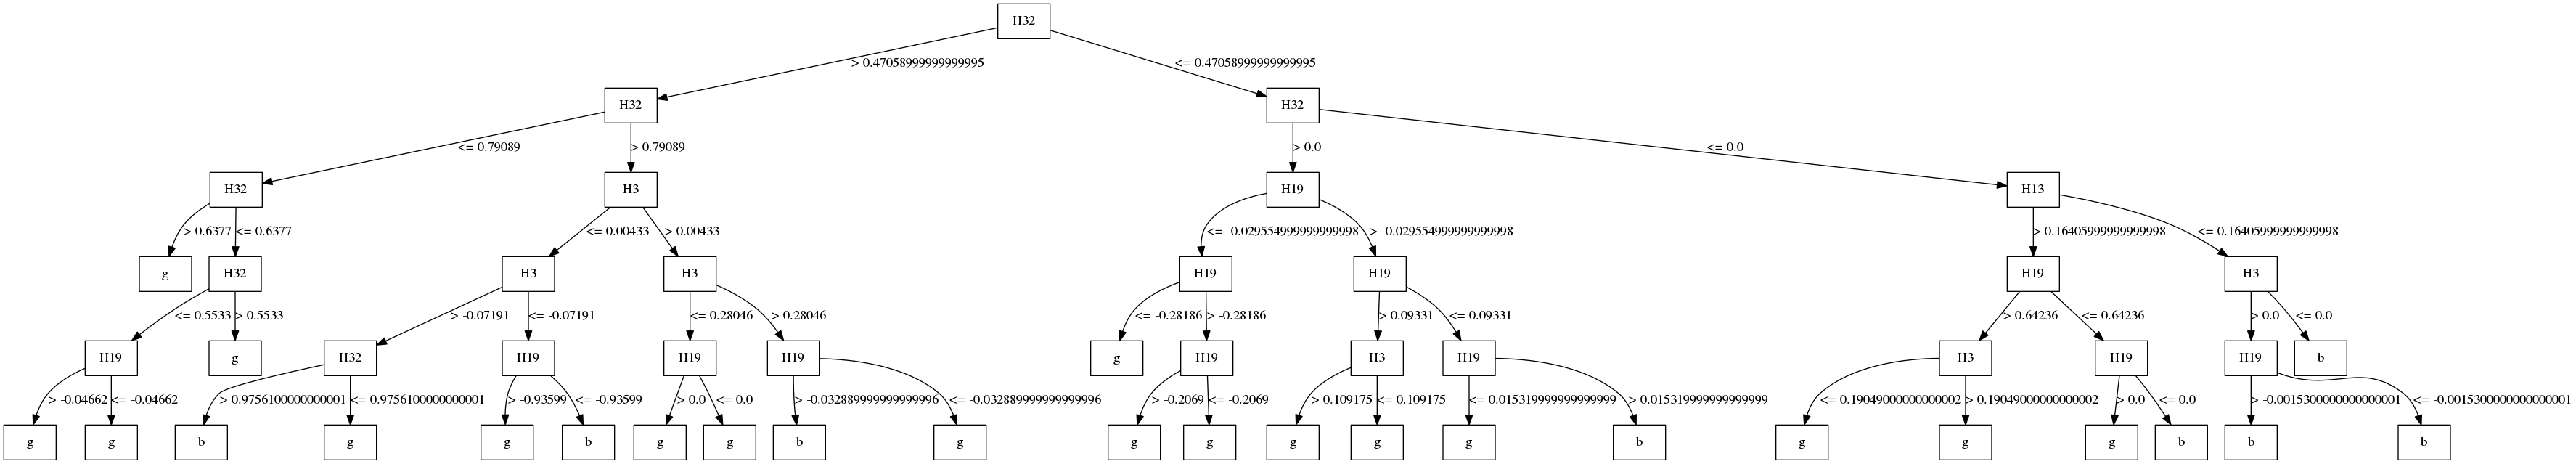 H32
> 0.47058999999999995
<= 0.47058999999999995
H32
H32
<= 0.79089
> 0.79089
> 0.0
<= 0.0
H32
H3
H19
H13
> 0.6377
<= 0.6377
<= 0.00433
> 0.00433
<= -0.029554999999999998
> -0.029554999999999998
> 0.16405999999999998
<= 0.16405999999999998
g
H32
H3
H3
H19
H19
H19
H3
<= 0.5533
> 0.5533
> -0.07191
<= -0.07191
<= 0.28046
> 0.28046
<= -0.28186
> -0.28186
> 0.09331
<= 0.09331
> 0.64236
<= 0.64236
> 0.0
<= 0.0
H19
g
H32
H19
H19
H19
g
H19
H3
H19
H3
H19
H19
b
> -0.04662
<= -0.04662
> 0.9756100000000001
<= 0.9756100000000001
> -0.93599
<= -0.93599
> 0.0
<= 0.0
> -0.032889999999999996
<= -0.032889999999999996
> -0.2069
<= -0.2069
> 0.109175
<= 0.109175
<= 0.015319999999999999
> 0.015319999999999999
<= 0.19049000000000002
> 0.19049000000000002
> 0.0
<= 0.0
> -0.0015300000000000001
<= -0.0015300000000000001
g
g
b
g
g
b
g
g
b
g
g
g
g
g
g
b
g
g
g
b
b
b